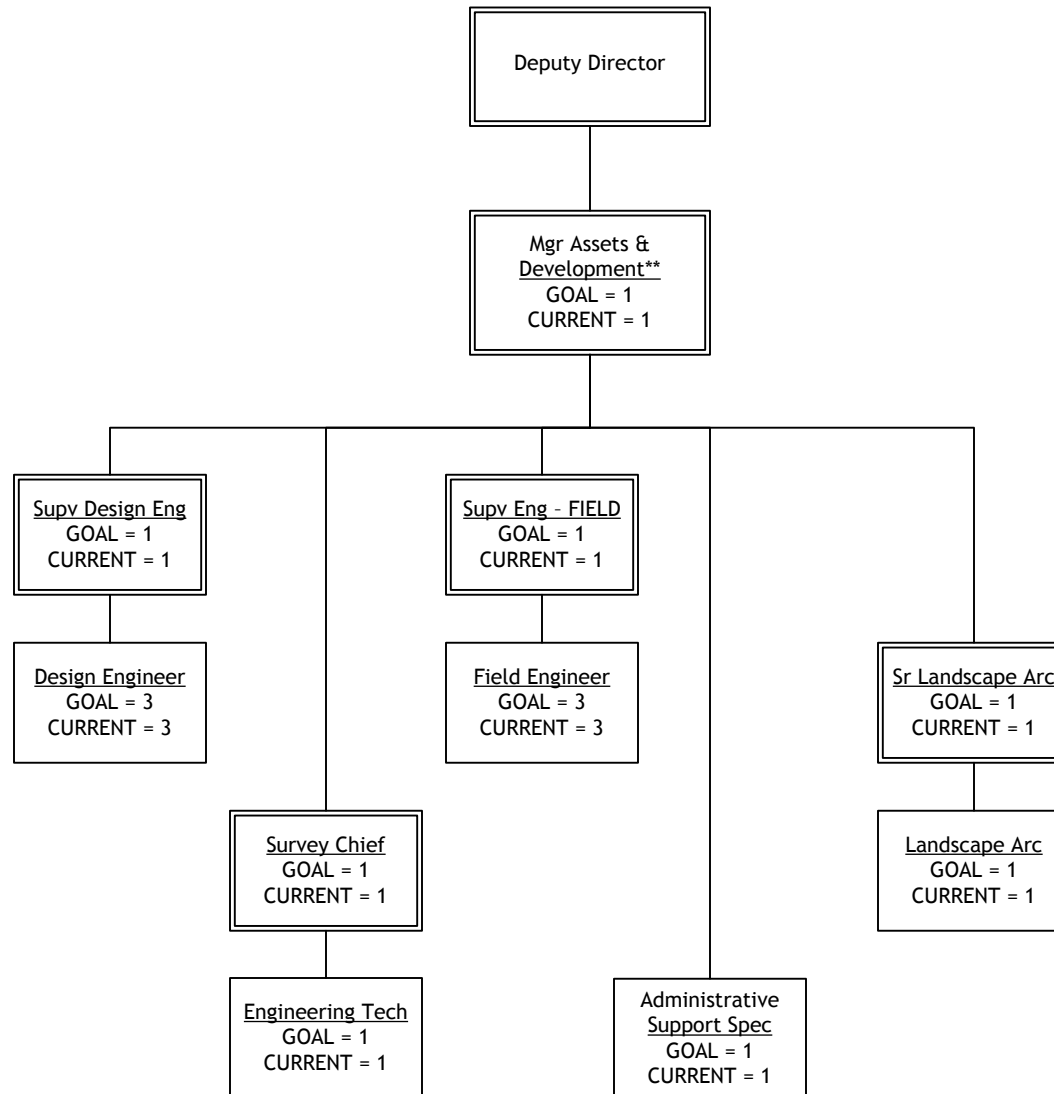 Deputy Director
Mgr Assets &
Development**
GOAL = 1
CURRENT = 1
Supv Design Eng
GOAL = 1
CURRENT = 1
Supv Eng – FIELD
GOAL = 1
CURRENT = 1
Design Engineer
GOAL = 3
CURRENT = 3
Field Engineer
GOAL = 3
CURRENT = 3
Sr Landscape Arc
GOAL = 1
CURRENT = 1
Survey Chief
GOAL = 1
CURRENT = 1
Landscape Arc
GOAL = 1
CURRENT = 1
Engineering Tech
GOAL = 1
CURRENT = 1
Administrative
Support Spec
GOAL = 1
CURRENT = 1